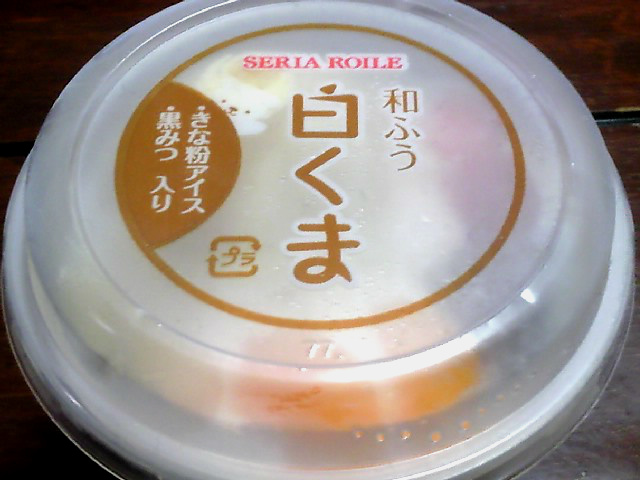 SERIA ROILE
和ふう
白くま
・きな粉アイス
・黒みつ 入り
プラ
77.